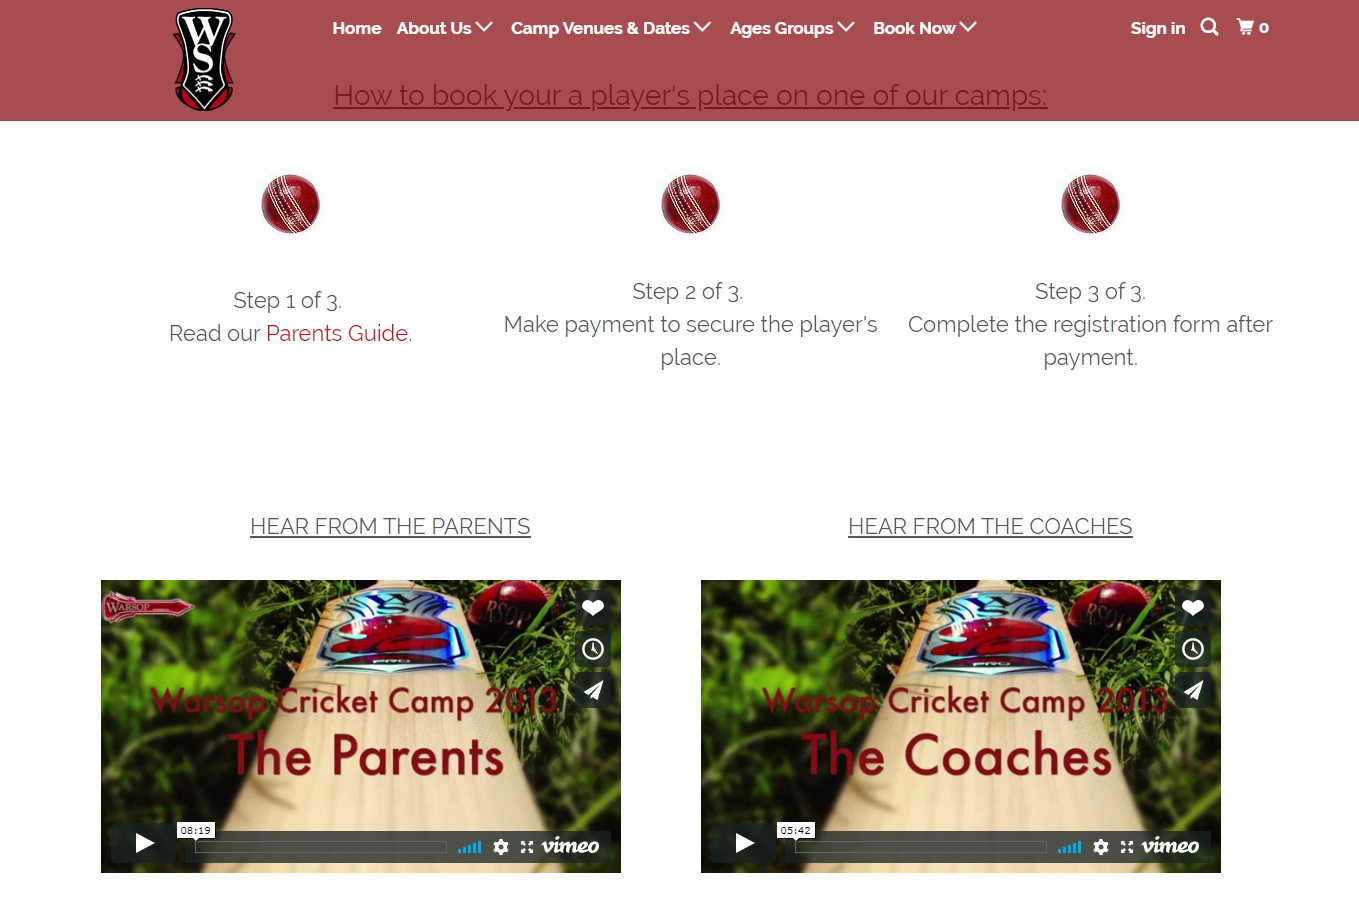 WS
Home About Us Camp Venues & Dates Ages Groups Book Now Sign in 0
How to book your a player's place on one of our camps:
Step 1 of 3.
Read our Parents Guide.
Step 2 of 3.
Make payment to secure the player's
place.
Step 3 of 3.
Complete the registration form after
payment.
HEAR FROM THE PARENTS
WARSOP
RSOP
PRO
Warsop Cricket Camp 2013
The Parents
08:19
vimeo
HEAR FROM THE COACHES
RSOP
PRO
Warsop Cricket Camp 2013
The Coaches
05:42
vimeo